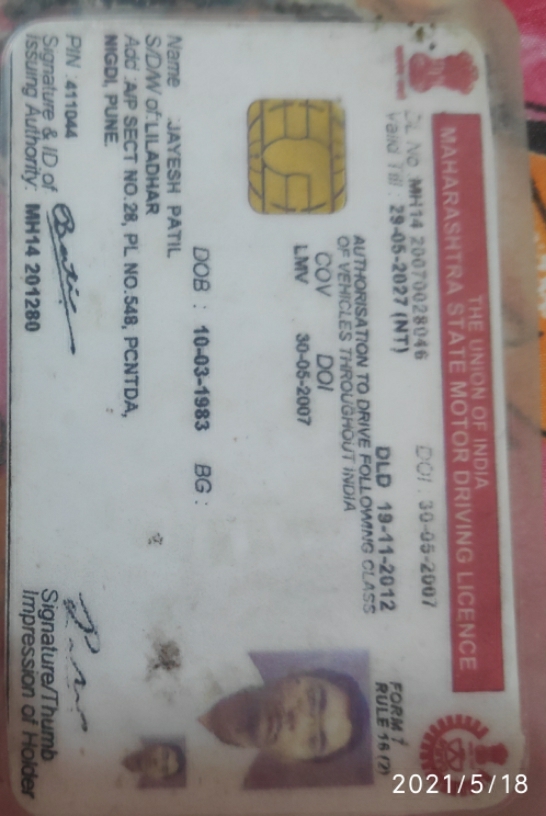 THE UNION OF INDIA
MAHARASHTRA STATE MOTOR DRIVING LICENCE
DL No MH14 20070028046 DOI : 30-05-2007
Valid Till : 29-05-2027 (NT) DLD 19-11-2012
FORM 7
RULE 16 (2)
AUTHORISATION TO DRIVE FOLLOWING CLASS
OF VEHICLES THROUGHOUT INDIA
COV DOI
LMV 30-05-2007
DOB : 10-03-1983 BG :
Name :JAYESH PATIL
S/D/W of:LILADHAR
Add :A/P SECT NO.28, PL NO.548, PCNTDA,
NIGDI, PUNE.
PIN :411044
Signature & ID of
Issuing Authority: MH14 201280
Signature/Thumb
Impression of Holder
2021/5/18